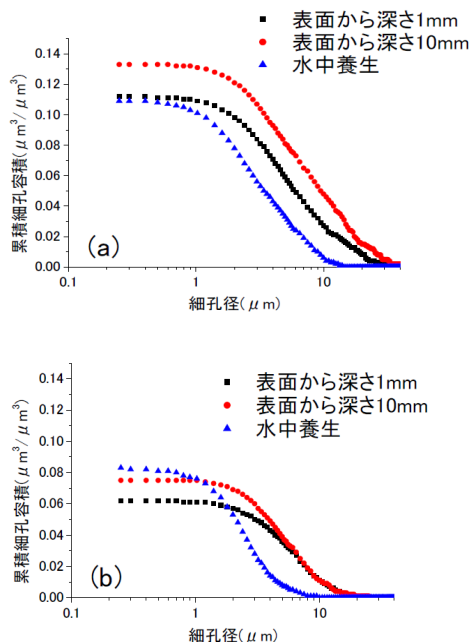 表面から深さ1mm
表面から深さ10mm
水中養生
0.14
0.12
0.10
0.08
0.06
0.04
0.02
0.00
累積細孔容積(μm³/μm³)
(a)
0.1
1
10
細孔径(μm)
表面から深さ1mm
表面から深さ10mm
水中養生
0.14
0.12
0.10
0.08
0.06
0.04
0.02
0.00
累積細孔容積(μm³/μm³)
(b)
0.1
1
10
細孔径(μm)